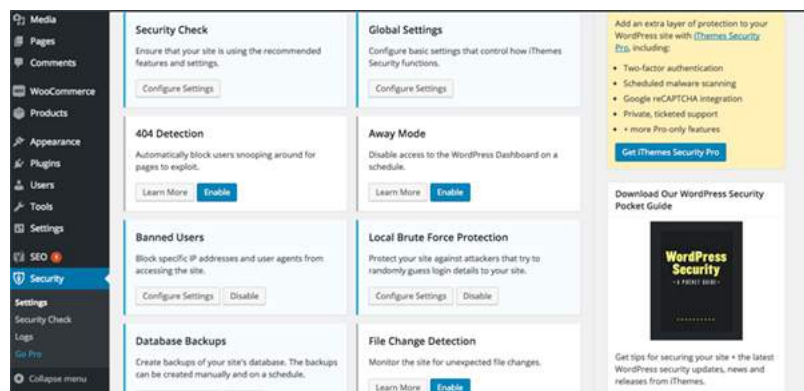 Media
Pages
Comments
WooCommerce
Products
Appearance
Plugins
Users
Tools
Settings
SEO
Security
Settings
Security Check
Logs
Go Pro
Collapse menu
Security Check
Ensure that your site is using the recommended
features and settings.
Configure Settings
Global Settings
Configure basic settings that control how iThemes
Security functions.
Configure Settings
404 Detection
Automatically block users snooping around for
pages to exploit.
Learn More Enable
Away Mode
Disable access to the WordPress Dashboard on a
schedule.
Learn More Enable
Banned Users
Block specific IP addresses and user agents from
accessing the site.
Configure Settings Disable
Local Brute Force Protection
Protect your site against attackers that try to
randomly guess login details to your site.
Configure Settings Disable
Database Backups
Create backups of your site's database. The backups
can be created manually and on a schedule.
File Change Detection
Monitor the site for unexpected file changes.
Learn More Enable
Add an extra layer of protection to your
WordPress site with iThemes Security
Pro, including:
• Two-factor authentication
• Scheduled malware scanning
• Google reCAPTCHA integration
• Private, ticketed support
• + more Pro-only features
Get iThemes Security Pro
Download Our WordPress Security
Pocket Guide
WordPress
Security
- A POCKET GUIDE -
Get tips for securing your site + the latest
WordPress security updates, news and
releases from iThemes.